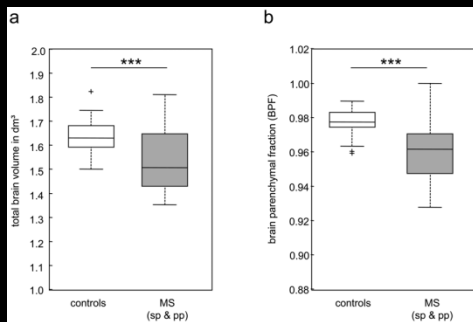 a
b
total brain volume in dm³
2.0
1.9
1.8
1.7
1.6
1.5
1.4
1.3
1.2
1.1
1.0
***
controls
MS
(sp & pp)
brain parenchymal fraction (BPF)
1.02
1.00
0.98
0.96
0.94
0.92
0.90
0.88
***
controls
MS
(sp & pp)